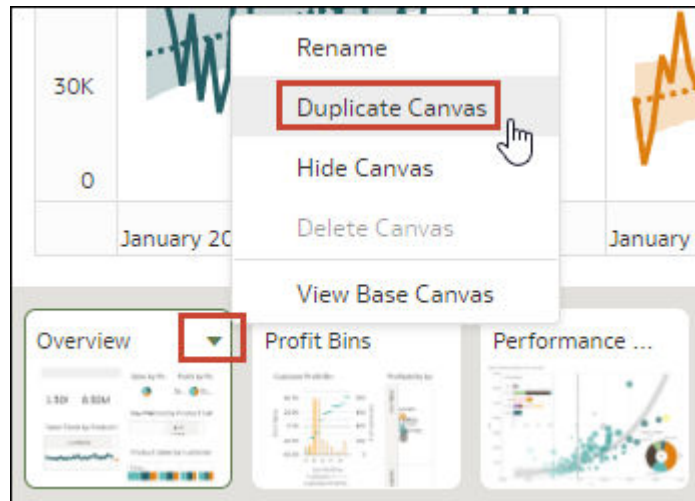 Rename
30K
Duplicate Canvas
Hide Canvas
0
January 20
Delete Canvas
January
View Base Canvas
Overview
Profit Bins
Performance ...